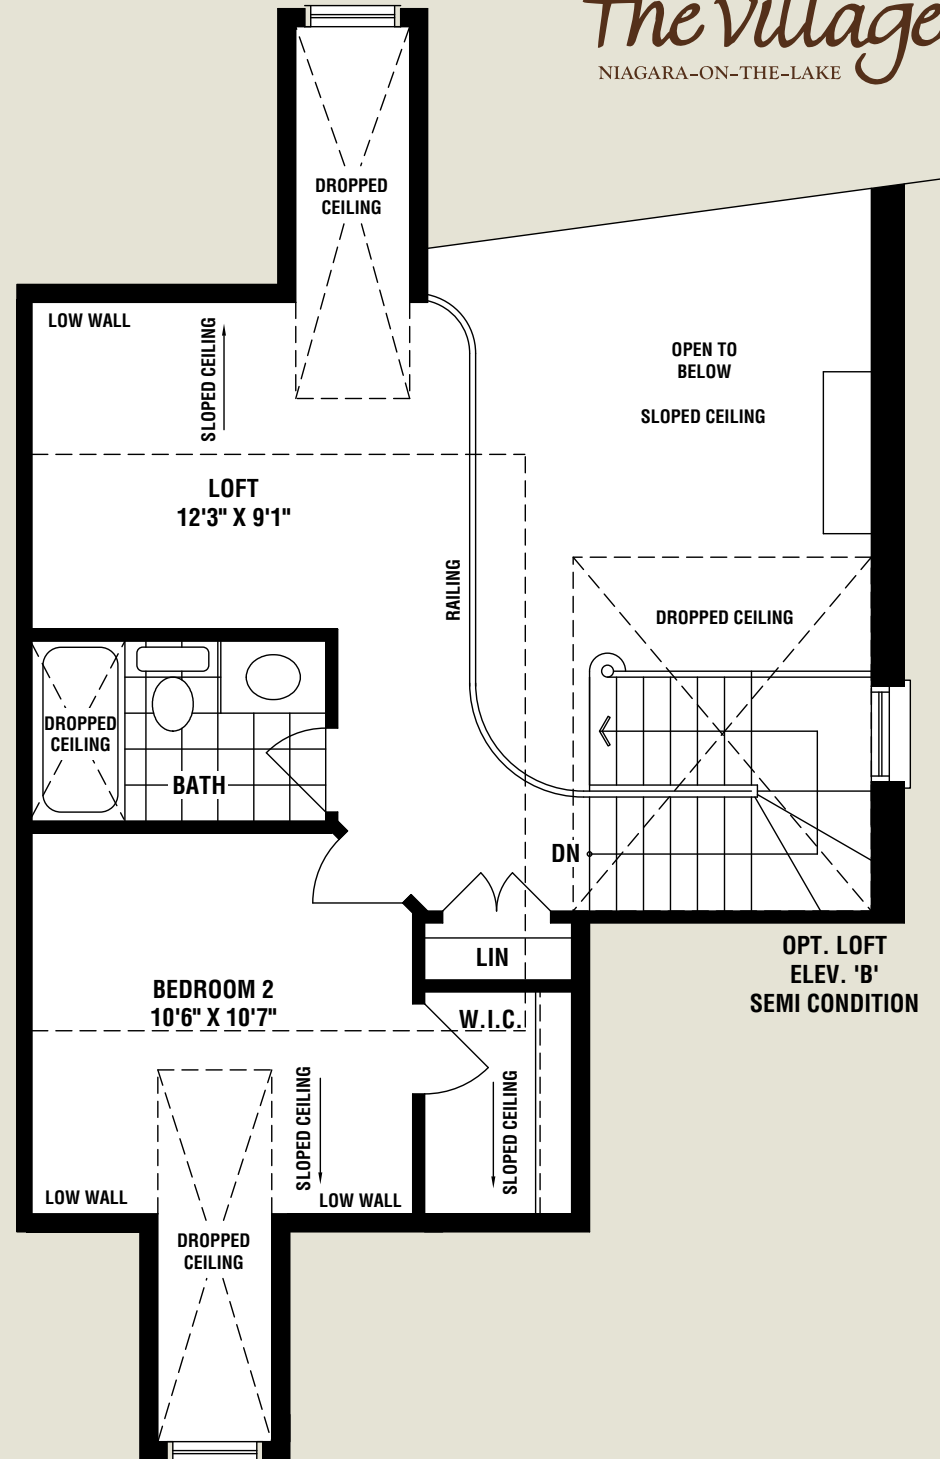 The Village
NIAGARA-ON-THE-LAKE
DROPPED
CEILING
LOW WALL
SLOPED CEILING
OPEN TO
BELOW
SLOPED CEILING
LOFT
12'3" X 9'1"
RAILING
DROPPED CEILING
DROPPED
CEILING
BATH
DN
LIN
OPT. LOFT
ELEV. 'B'
SEMI CONDITION
BEDROOM 2
10'6" X 10'7"
W.I.C.
SLOPED CEILING
SLOPED CEILING
LOW WALL
LOW WALL
DROPPED
CEILING